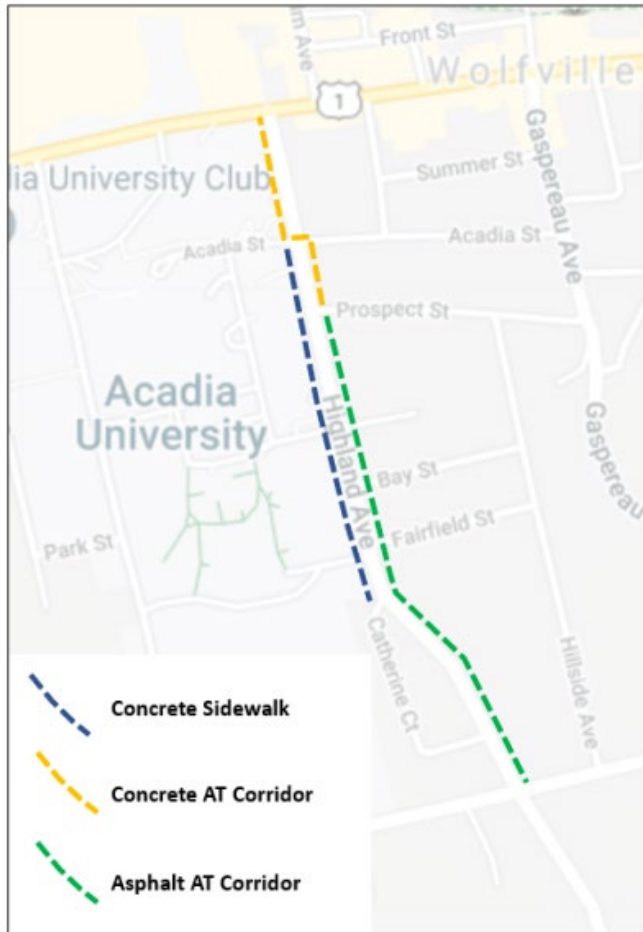 Front St
Wolfville
1
Gaspereau Ave
University Club
Summer St
Acadia St
Acadia St
Prospect St
Acadia
University
Highland Ave
Gaspereau
Bay St
Fairfield St
Park St
Catherine Ct
Hillside Ave
Concrete Sidewalk
Concrete AT Corridor
Asphalt AT Corridor